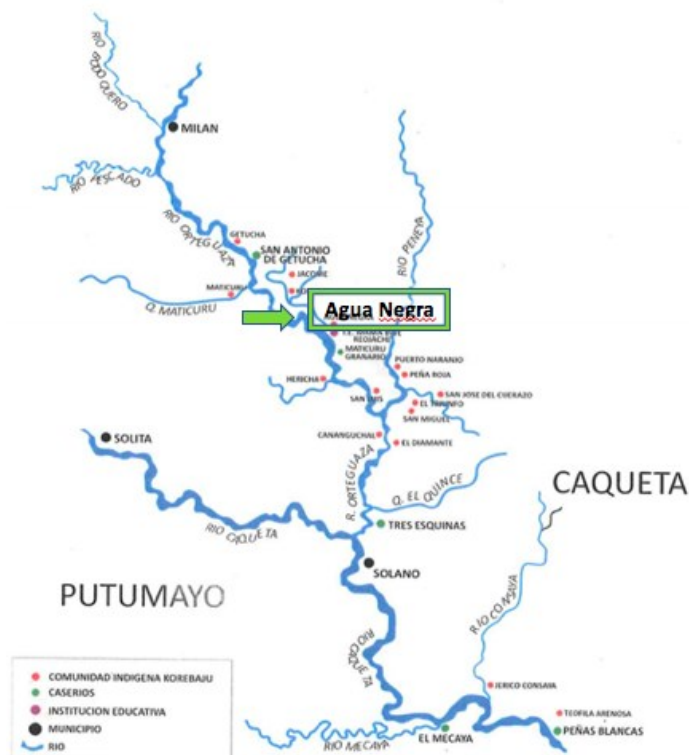 RIO BODOQUERO
MILAN
RIO PESCADO
RIO ORTEGUAZA
GETUCHA
SAN ANTONIO
DE GETUCHA
RIO PENEYA
JACOME
MATICURU
Q. MATICURU
Agua Negra
REOJACHE
MATICURU
GRANARIO
PUERTO NARANJO
PEÑA ROJA
HERICHA
SAN LUIS
SAN JOSE DEL CUERAZO
EL TRIUNFO
SAN MIGUEL
CANANGUCHAL
EL DIAMANTE
SOLITA
R. ORTEGUAZA
Q. EL QUINCE
CAQUETA
RIO CAQUETA
TRES ESQUINAS
SOLANO
PUTUMAYO
RIO CONSAYA
RIO CAQUETA
COMUNIDAD INDIGENA KOREBAJU
CASERIOS
INSTITUCION EDUCATIVA
MUNICIPIO
RIO
JERICO CONSAYA
TEOFILA ARENOSA
PEÑAS BLANCAS
EL MECAYA
RIO MECAYA